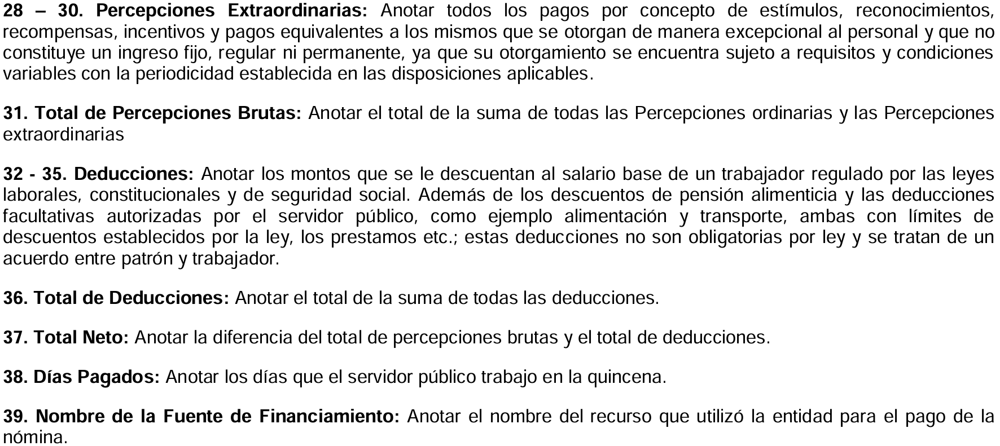 28 – 30. Percepciones Extraordinarias: Anotar todos los pagos por concepto de estímulos, reconocimientos,
recompensas, incentivos y pagos equivalentes a los mismos que se otorgan de manera excepcional al personal y que no
constituye un ingreso fijo, regular ni permanente, ya que su otorgamiento se encuentra sujeto a requisitos y condiciones
variables con la periodicidad establecida en las disposiciones aplicables.
31. Total de Percepciones Brutas: Anotar el total de la suma de todas las Percepciones ordinarias y las Percepciones
extraordinarias
32 - 35. Deducciones: Anotar los montos que se le descuentan al salario base de un trabajador regulado por las leyes
laborales, constitucionales y de seguridad social. Además de los descuentos de pensión alimenticia y las deducciones
facultativas autorizadas por el servidor público, como ejemplo alimentación y transporte, ambas con límites de
descuentos establecidos por la ley, los prestamos etc.; estas deducciones no son obligatorias por ley y se tratan de un
acuerdo entre patrón y trabajador.
36. Total de Deducciones: Anotar el total de la suma de todas las deducciones.
37. Total Neto: Anotar la diferencia del total de percepciones brutas y el total de deducciones.
38. Días Pagados: Anotar los días que el servidor público trabajo en la quincena.
39. Nombre de la Fuente de Financiamiento: Anotar el nombre del recurso que utilizó la entidad para el pago de la
nómina.